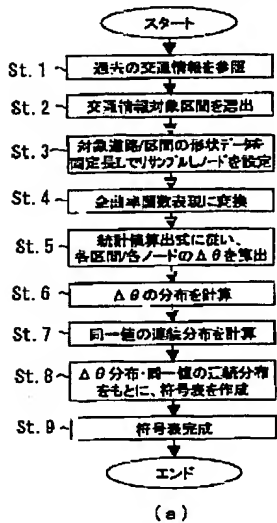 スタート
St. 1
過去の交通情報を参照
St. 2
交通情報対象区間を選出
St. 3
対象道路/区間の形状データを
固定長Lでリサンプルしノードを設定
St. 4
全曲率関数表現に変換
St. 5
統計値算出式に従い、
各区間/各ノードのΔθを算出
St. 6
Δθの分布を計算
St. 7
同一値の連続分布を計算
St. 8
Δθ分布・同一値の連続分布
をもとに、符号表を作成
St. 9
符号表完成
エンド
(a)